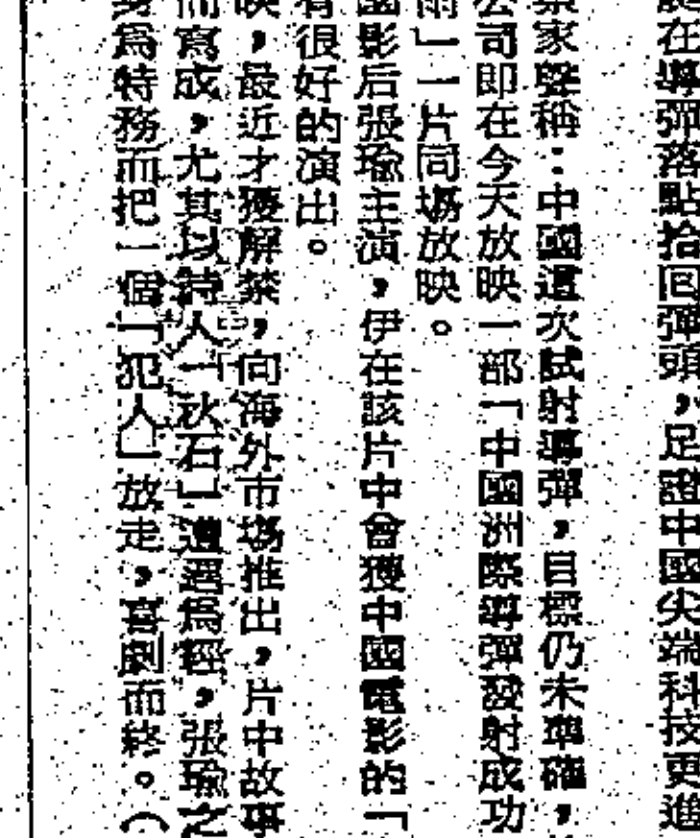 在導彈落點拾回彈頭，足證中國尖端科技更進
家聲稱：中國這次試射導彈，目標仍未準確，
公司即在今天放映一部「中國洲際導彈發射成功
雨」一片同場放映。
國影后張瑜主演，伊在該片中曾獲中國電影的「
有很好的演出。
映，最近才獲解禁，向海外市場推出，片中故事
而寫成，尤其以詩人「秋石」遭遇為經，張瑜之
身為特務而把一個「犯人」放走，喜劇而終。（